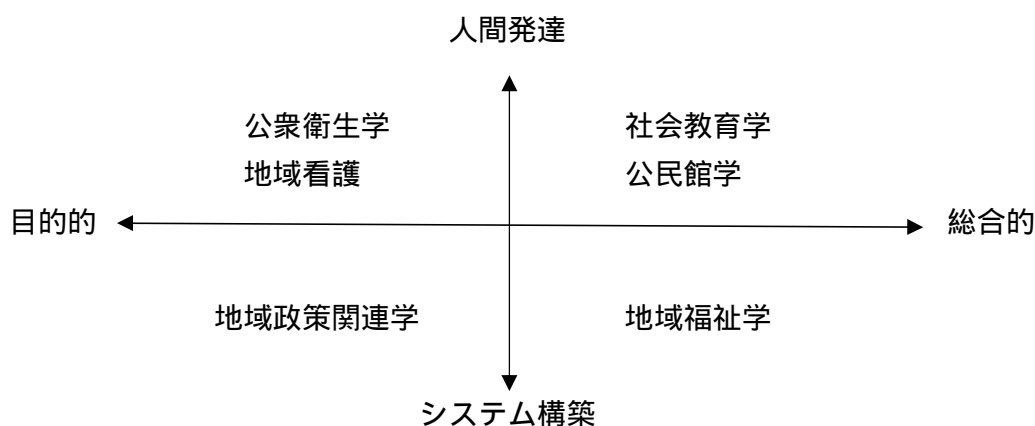 人間発達
公衆衛生学
社会教育学
地域看護
公民館学
目的的
総合的
地域政策関連学
地域福祉学
システム構築